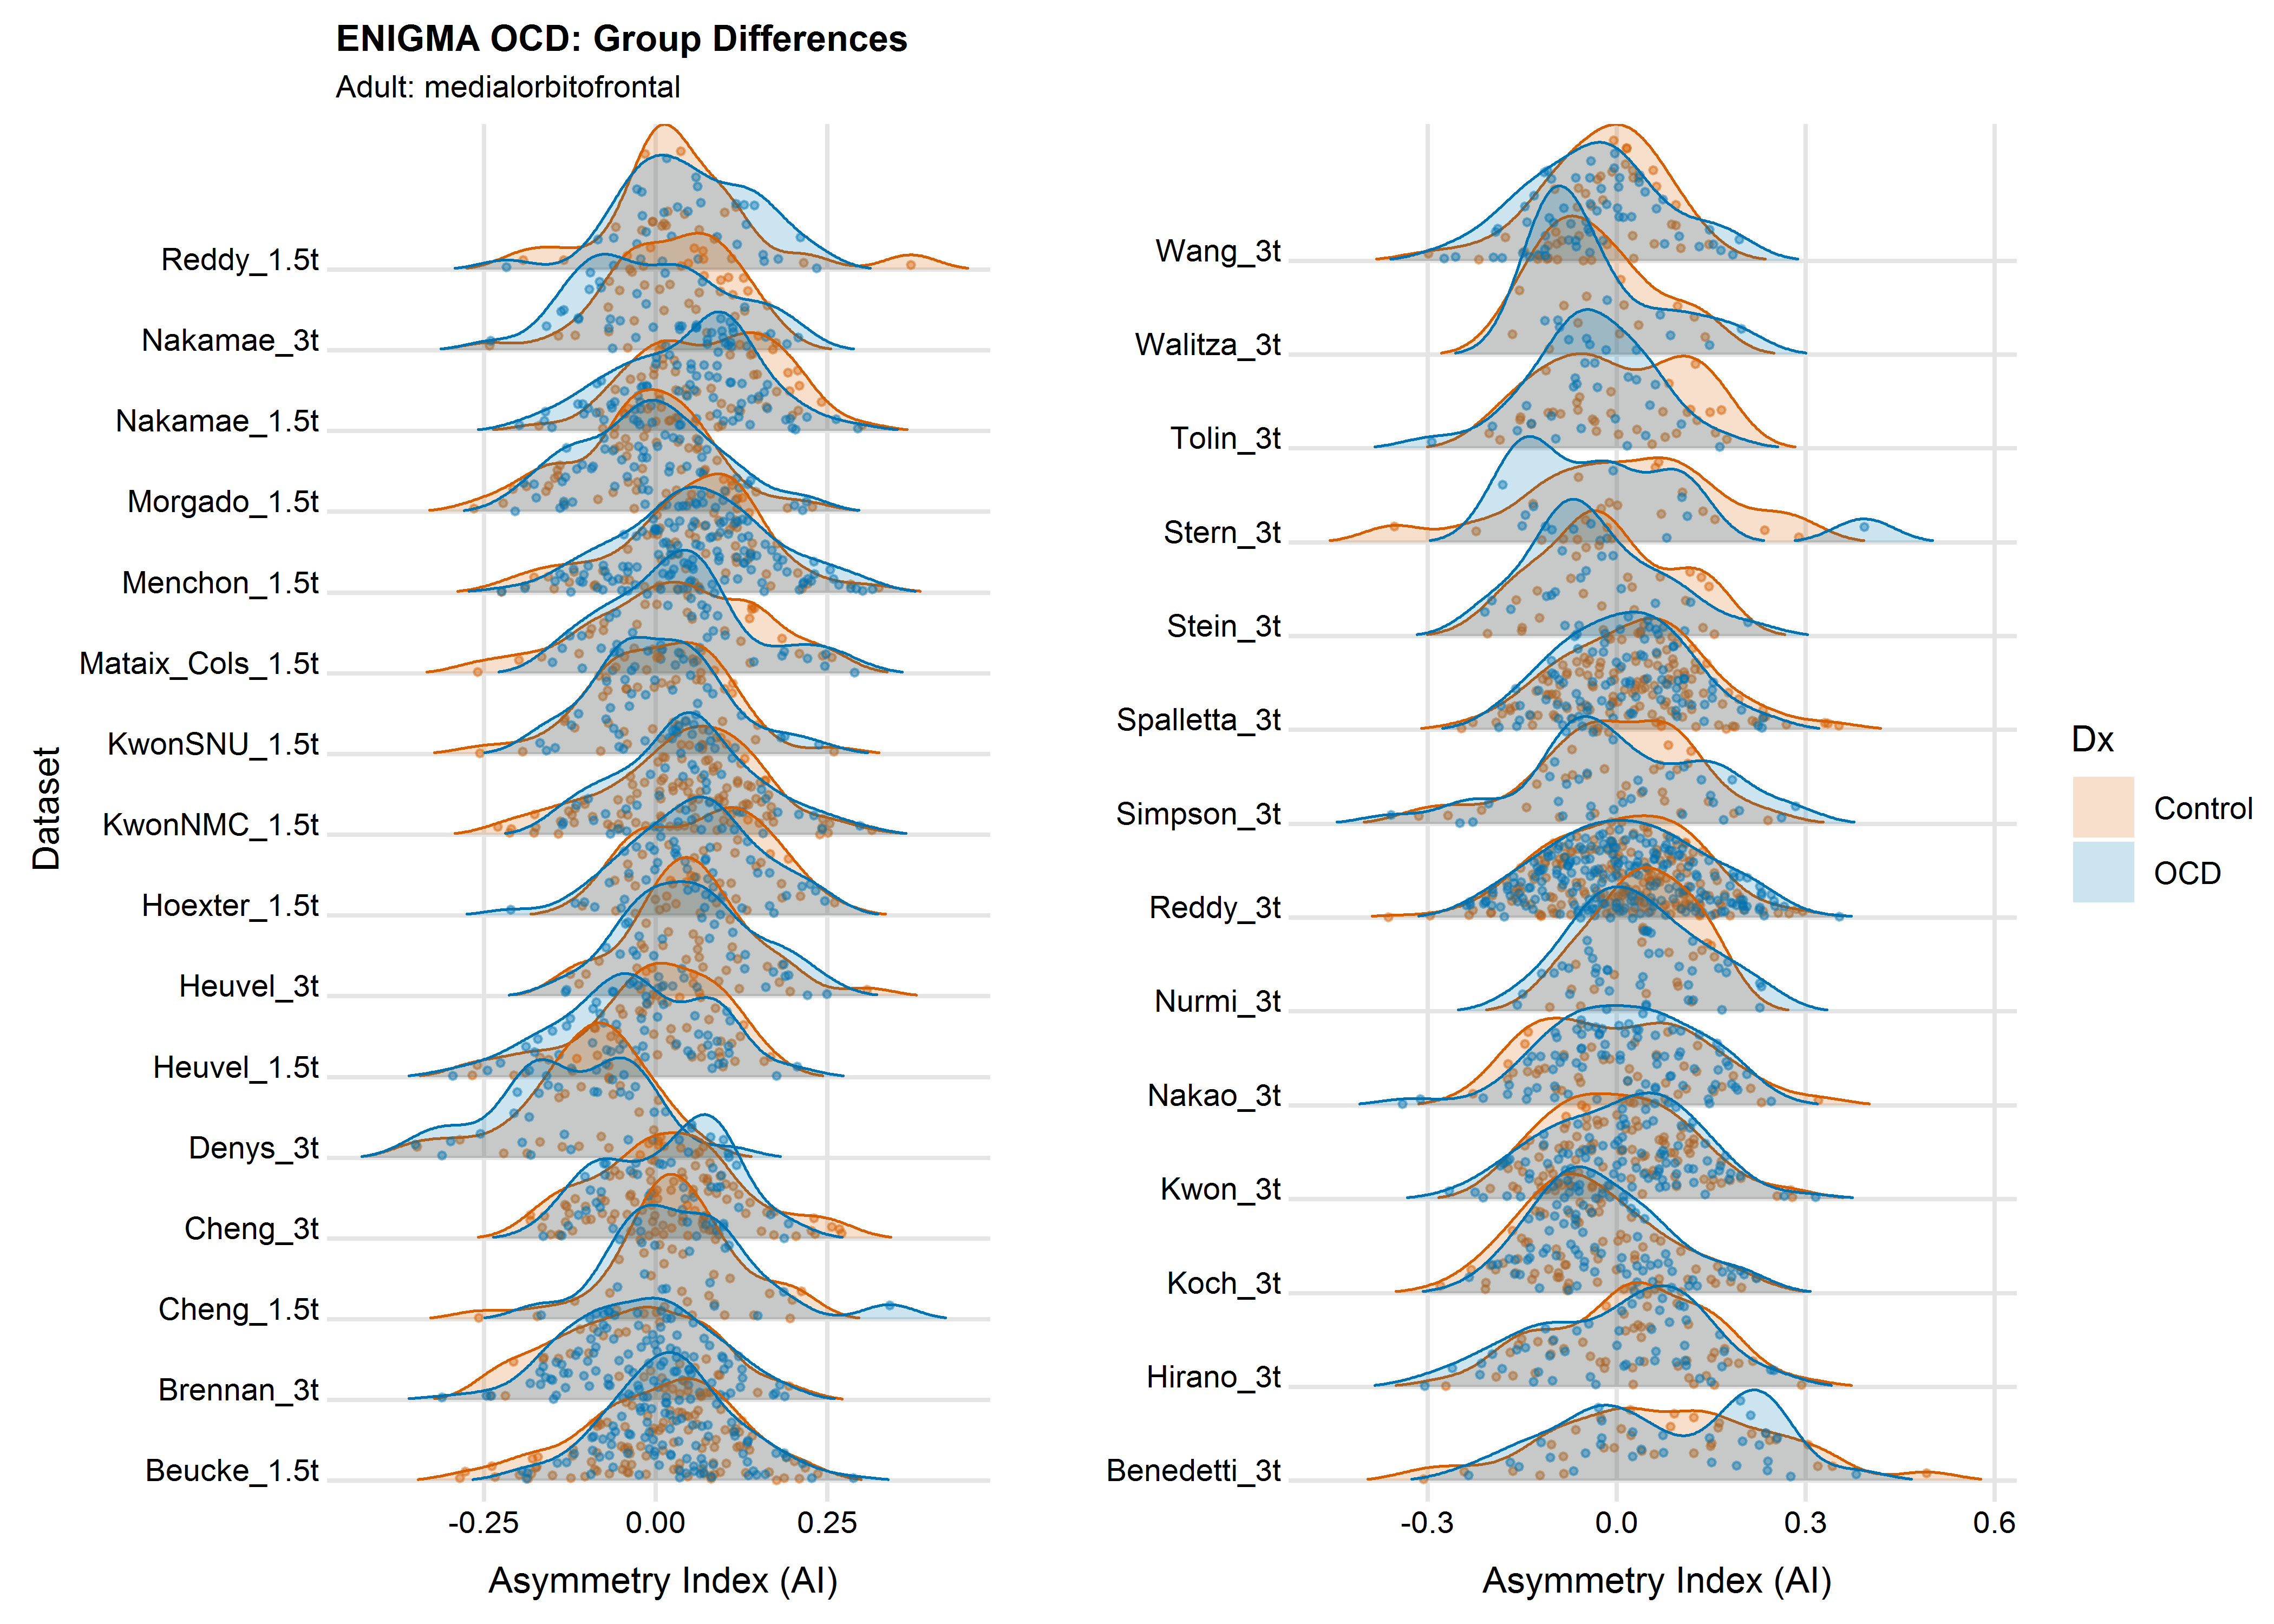 ENIGMA OCD: Group Differences
Adult: medialorbitofrontal
Dataset
Reddy_1.5t
Nakamae_3t
Nakamae_1.5t
Morgado_1.5t
Menchon_1.5t
Mataix_Cols_1.5t
KwonSNU_1.5t
KwonNMC_1.5t
Hoexter_1.5t
Heuvel_3t
Heuvel_1.5t
Denys_3t
Cheng_3t
Cheng_1.5t
Brennan_3t
Beucke_1.5t
-0.25 0.00 0.25
Asymmetry Index (AI)
Wang_3t
Walitza_3t
Tolin_3t
Stern_3t
Stein_3t
Spalletta_3t
Simpson_3t
Reddy_3t
Nurmi_3t
Nakao_3t
Kwon_3t
Koch_3t
Hirano_3t
Benedetti_3t
-0.3 0.0 0.3 0.6
Asymmetry Index (AI)
Dx
Control
OCD